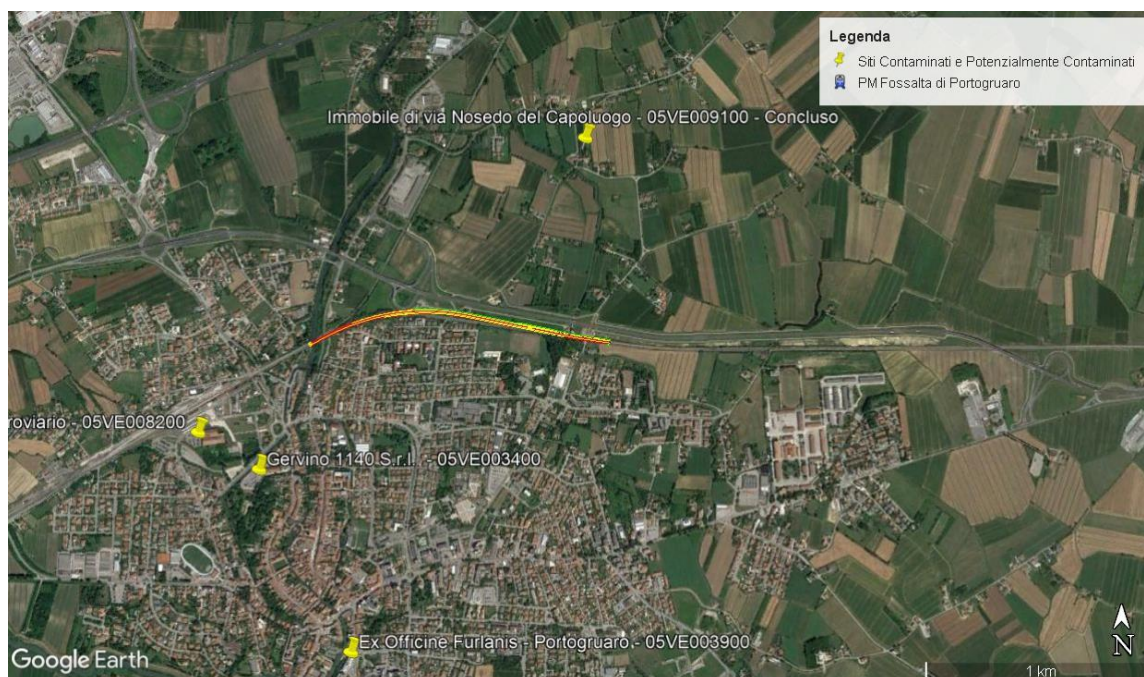 Legenda
Siti Contaminati e Potenzialmente Contaminati
PM Fossalta di Portogruaro
Immobile di via Nosedo del Capoluogo - 05VE009100 - Concluso
roviario - 05VE008200
Gervino 1140 S.r.l. - 05VE003400
Ex Officine Furlanis - Portogruaro - 05VE003900
Google Earth
N
1 km